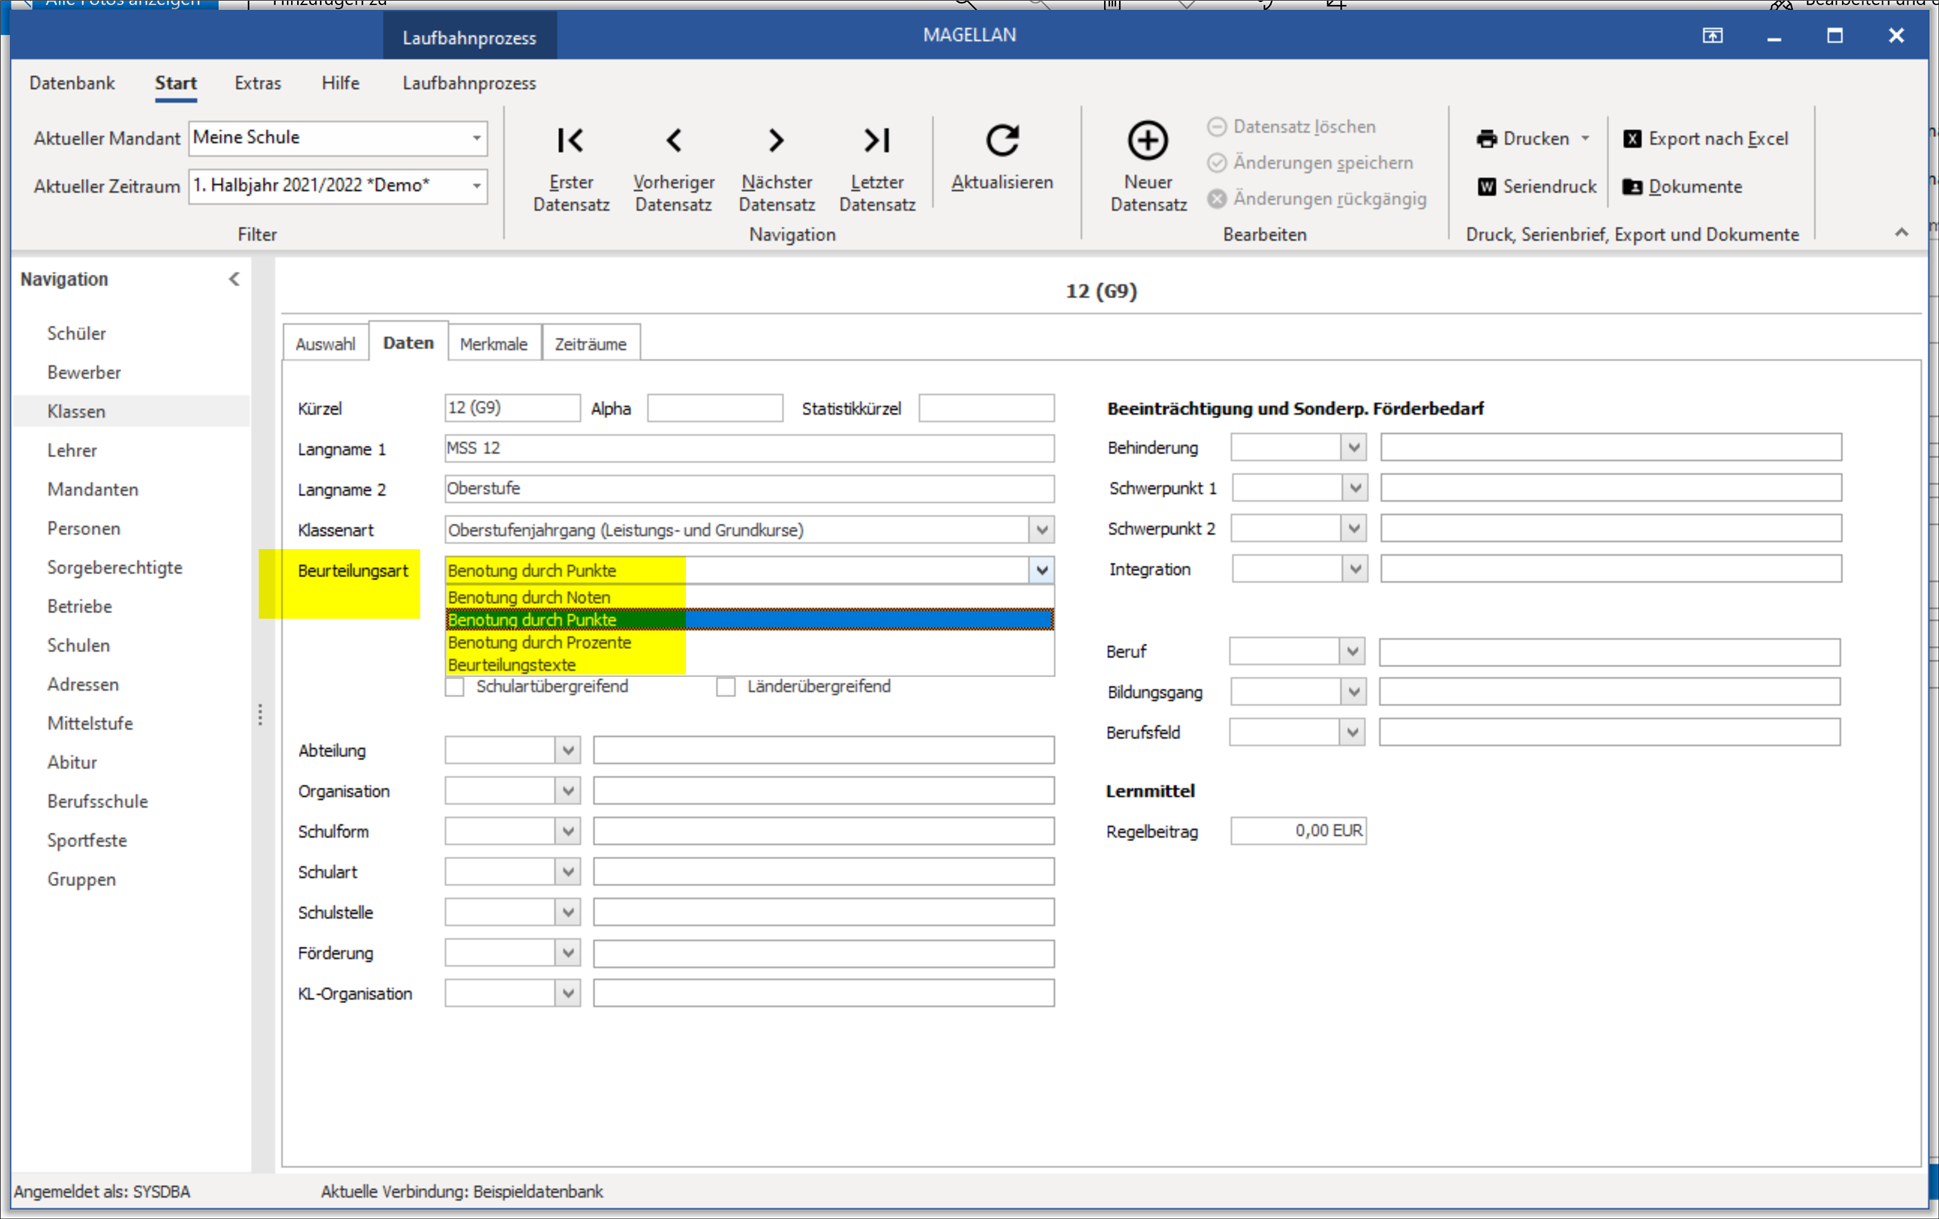 Alle Fotos anzeigen
Hinzufügen zu
Laufbahnprozess
MAGELLAN
Datenbank Start Extras Hilfe Laufbahnprozess
Aktueller Mandant Meine Schule
Aktueller Zeitraum 1. Halbjahr 2021/2022 *Demo*
Filter
Erster Datensatz
Vorheriger Datensatz
Nächster Datensatz
Letzter Datensatz
Aktualisieren
Navigation
Neuer Datensatz
Datensatz löschen
Änderungen speichern
Änderungen rückgängig
Bearbeiten
Drucken
Seriendruck
Export nach Excel
Dokumente
Druck, Serienbrief, Export und Dokumente
Navigation
Schüler
Bewerber
Klassen
Lehrer
Mandanten
Personen
Sorgeberechtigte
Betriebe
Schulen
Adressen
Mittelstufe
Abitur
Berufsschule
Sportfeste
Gruppen
12 (G9)
Auswahl Daten Merkmale Zeiträume
Kürzel 12 (G9) Alpha Statistikkürzel
Langname 1 MSS 12
Langname 2 Oberstufe
Klassenart Oberstufenjahrgang (Leistungs- und Grundkurse)
Beurteilungsart Benotung durch Punkte
Benotung durch Noten
Benotung durch Punkte
Benotung durch Prozente
Beurteilungstexte
Schulartübergreifend Länderübergreifend
Abteilung
Organisation
Schulform
Schulart
Schulstelle
Förderung
KL-Organisation
Beeinträchtigung und Sonderp. Förderbedarf
Behinderung
Schwerpunkt 1
Schwerpunkt 2
Integration
Beruf
Bildungsgang
Berufsfeld
Lernmittel
Regelbeitrag 0,00 EUR
Angemeldet als: SYSDBA Aktuelle Verbindung: Beispieldatenbank